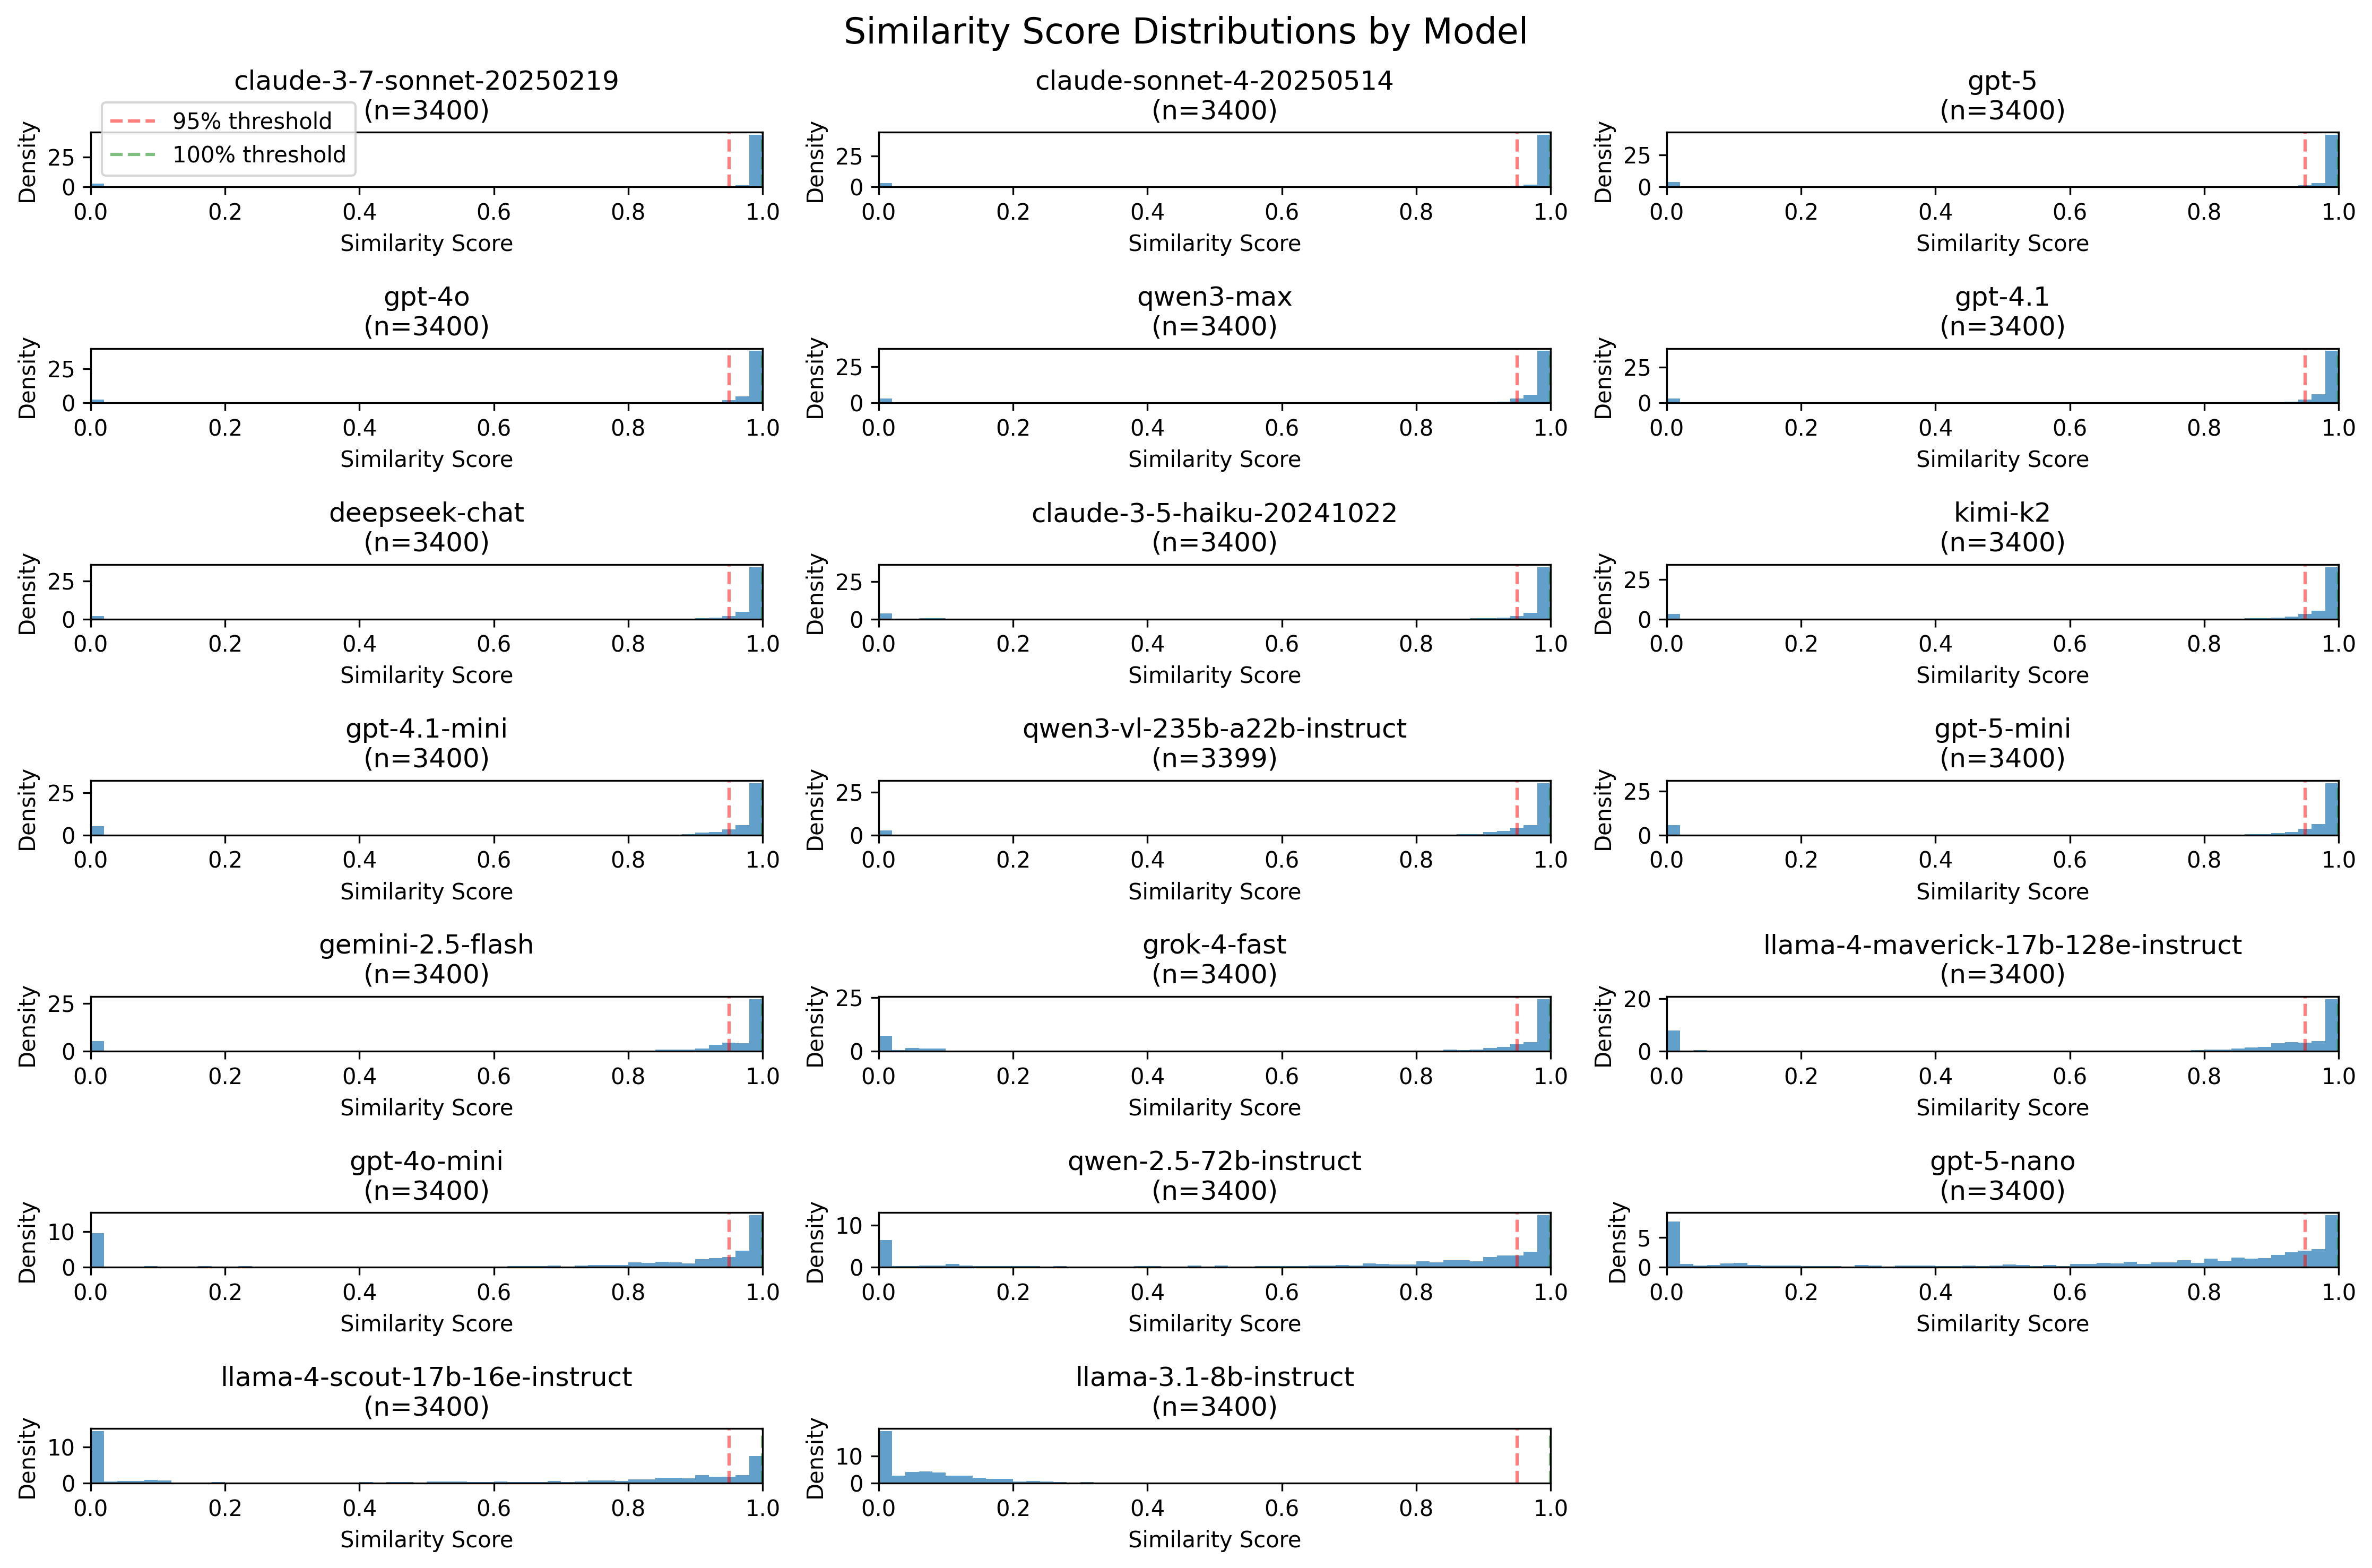 Similarity Score Distributions by Model
claude-3-7-sonnet-20250219
(n=3400)
95% threshold
100% threshold
Density
25
0
0.0 0.2 0.4 0.6 0.8 1.0
Similarity Score
claude-sonnet-4-20250514
(n=3400)
Density
25
0
0.0 0.2 0.4 0.6 0.8 1.0
Similarity Score
gpt-5
(n=3400)
Density
25
0
0.0 0.2 0.4 0.6 0.8 1.0
Similarity Score
gpt-4o
(n=3400)
Density
25
0
0.0 0.2 0.4 0.6 0.8 1.0
Similarity Score
qwen3-max
(n=3400)
Density
25
0
0.0 0.2 0.4 0.6 0.8 1.0
Similarity Score
gpt-4.1
(n=3400)
Density
25
0
0.0 0.2 0.4 0.6 0.8 1.0
Similarity Score
deepseek-chat
(n=3400)
Density
25
0
0.0 0.2 0.4 0.6 0.8 1.0
Similarity Score
claude-3-5-haiku-20241022
(n=3400)
Density
25
0
0.0 0.2 0.4 0.6 0.8 1.0
Similarity Score
kimi-k2
(n=3400)
Density
25
0
0.0 0.2 0.4 0.6 0.8 1.0
Similarity Score
gpt-4.1-mini
(n=3400)
Density
25
0
0.0 0.2 0.4 0.6 0.8 1.0
Similarity Score
qwen3-vl-235b-a22b-instruct
(n=3399)
Density
25
0
0.0 0.2 0.4 0.6 0.8 1.0
Similarity Score
gpt-5-mini
(n=3400)
Density
25
0
0.0 0.2 0.4 0.6 0.8 1.0
Similarity Score
gemini-2.5-flash
(n=3400)
Density
25
0
0.0 0.2 0.4 0.6 0.8 1.0
Similarity Score
grok-4-fast
(n=3400)
Density
25
0
0.0 0.2 0.4 0.6 0.8 1.0
Similarity Score
llama-4-maverick-17b-128e-instruct
(n=3400)
Density
20
0
0.0 0.2 0.4 0.6 0.8 1.0
Similarity Score
gpt-4o-mini
(n=3400)
Density
10
0
0.0 0.2 0.4 0.6 0.8 1.0
Similarity Score
qwen-2.5-72b-instruct
(n=3400)
Density
10
0
0.0 0.2 0.4 0.6 0.8 1.0
Similarity Score
gpt-5-nano
(n=3400)
Density
5
0
0.0 0.2 0.4 0.6 0.8 1.0
Similarity Score
llama-4-scout-17b-16e-instruct
(n=3400)
Density
10
0
0.0 0.2 0.4 0.6 0.8 1.0
Similarity Score
llama-3.1-8b-instruct
(n=3400)
Density
10
0
0.0 0.2 0.4 0.6 0.8 1.0
Similarity Score